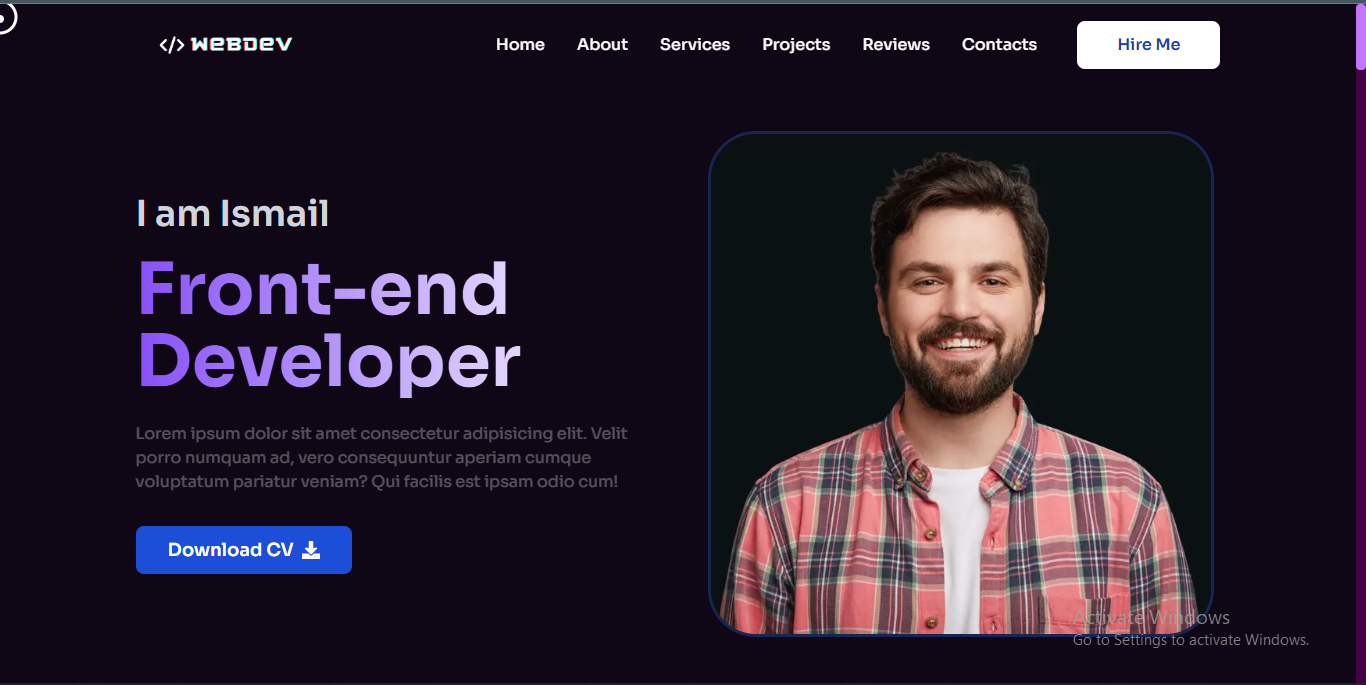 </> WEBDEV
Home About Services Projects Reviews Contacts Hire Me
I am Ismail
Front-end
Developer
Lorem ipsum dolor sit amet consectetur adipisicing elit. Velit
porro numquam ad, vero consequuntur aperiam cumque
voluptatum pariatur veniam? Qui facilis est ipsam odio cum!
Download CV
Activate Windows
Go to Settings to activate Windows.